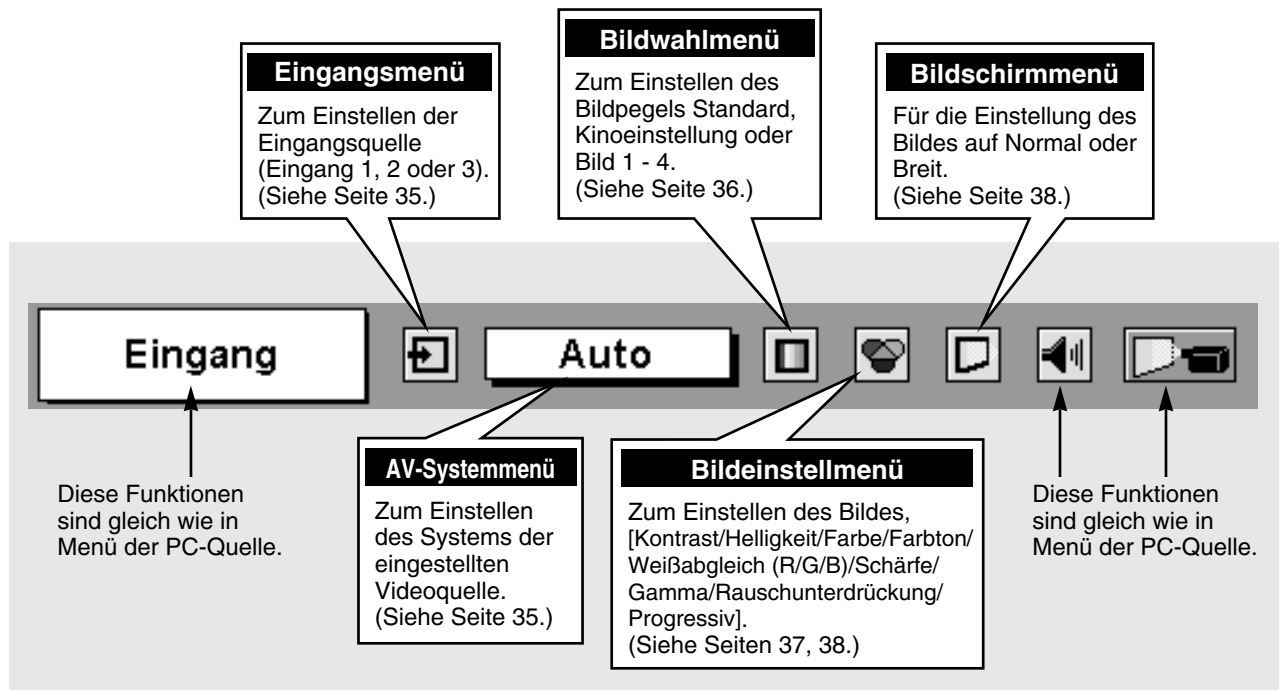 Eingangsmenü
Zum Einstellen der
Eingangsquelle
(Eingang 1, 2 oder 3).
(Siehe Seite 35.)
Bildwahlmenü
Zum Einstellen des
Bildpegels Standard,
Kinoeinstellung oder
Bild 1 - 4.
(Siehe Seite 36.)
Bildschirmmenü
Für die Einstellung des
Bildes auf Normal oder
Breit.
(Siehe Seite 38.)
Eingang
Auto
Diese Funktionen
sind gleich wie in
Menü der PC-Quelle.
AV-Systemmenü
Zum Einstellen
des Systems der
eingestellten
Videoquelle.
(Siehe Seite 35.)
Bildeinstellmenü
Zum Einstellen des Bildes,
[Kontrast/Helligkeit/Farbe/Farbton/
Weißabgleich (R/G/B)/Schärfe/
Gamma/Rauschunterdrückung/
Progressiv].
(Siehe Seiten 37, 38.)
Diese Funktionen
sind gleich wie in
Menü der PC-Quelle.